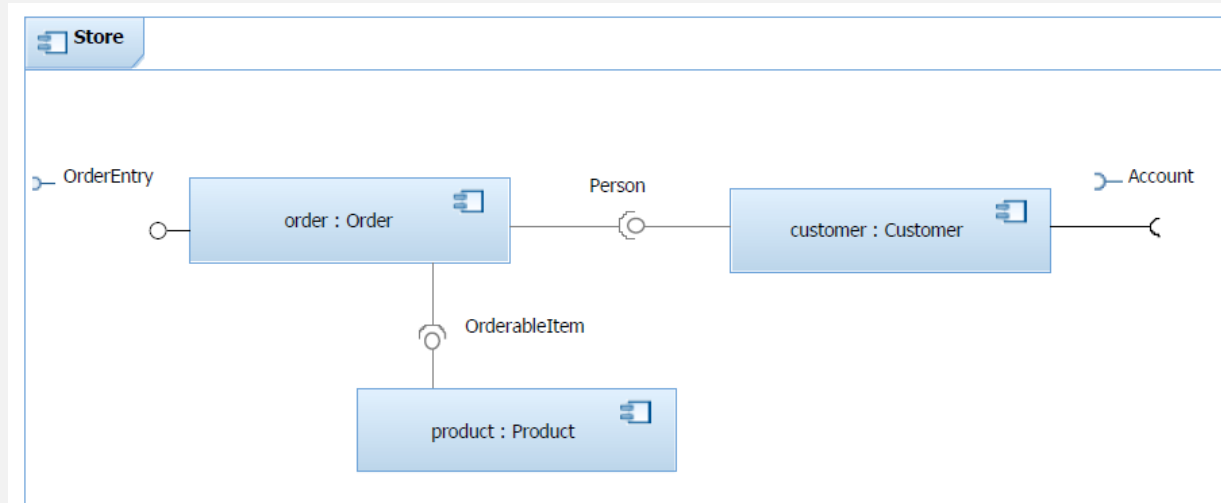 Store
OrderEntry
Person
Account
order : Order
customer : Customer
OrderableItem
product : Product